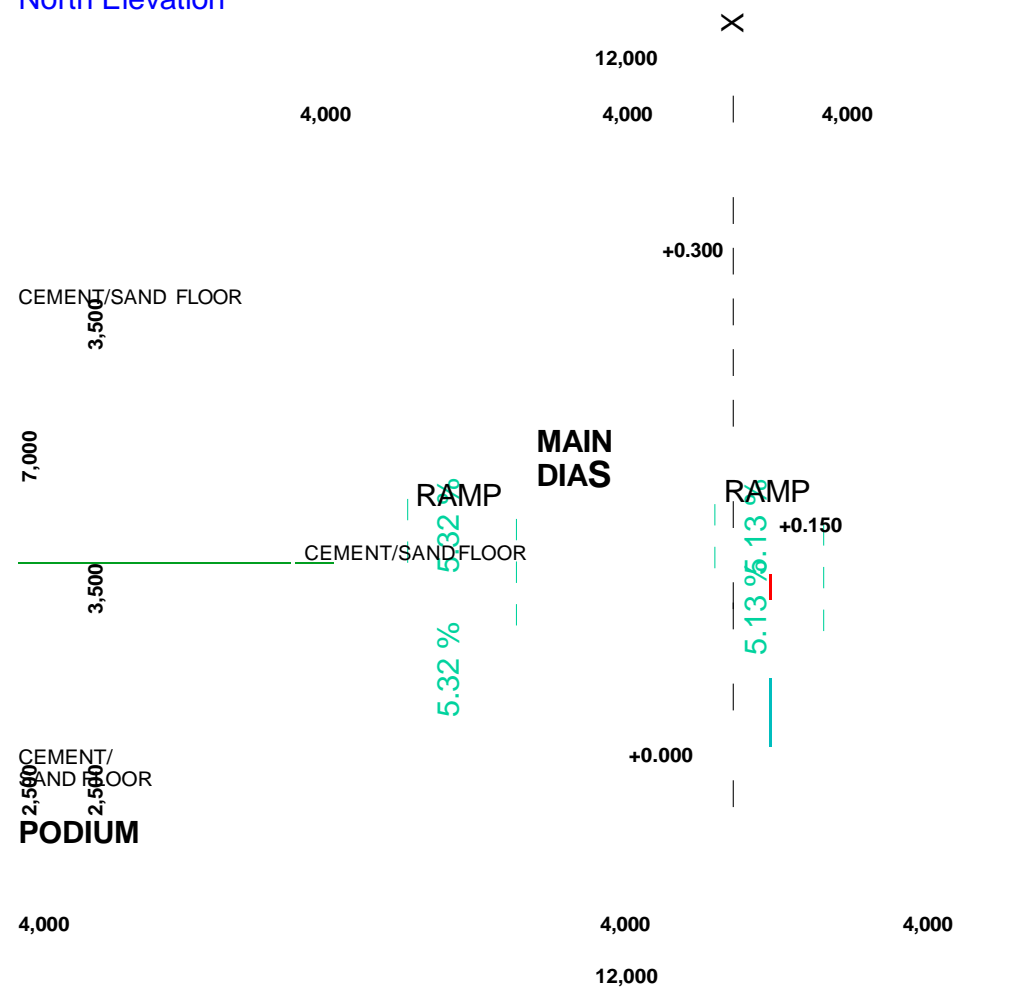 North Elevation
X
12,000
4,000
4,000
4,000
+0.300
CEMENT/SAND FLOOR
3,500
7,000
MAIN
DIAS
RAMP
5.32 %
RAMP
5.13 %
+0.150
CEMENT/SAND FLOOR
3,500
5.13 %
5.32 %
+0.000
CEMENT/
SAND FLOOR
2,500
2,500
PODIUM
4,000
4,000
4,000
12,000